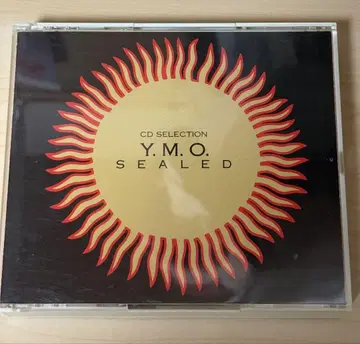 CD SELECTION
Y. M. O.
SEALED